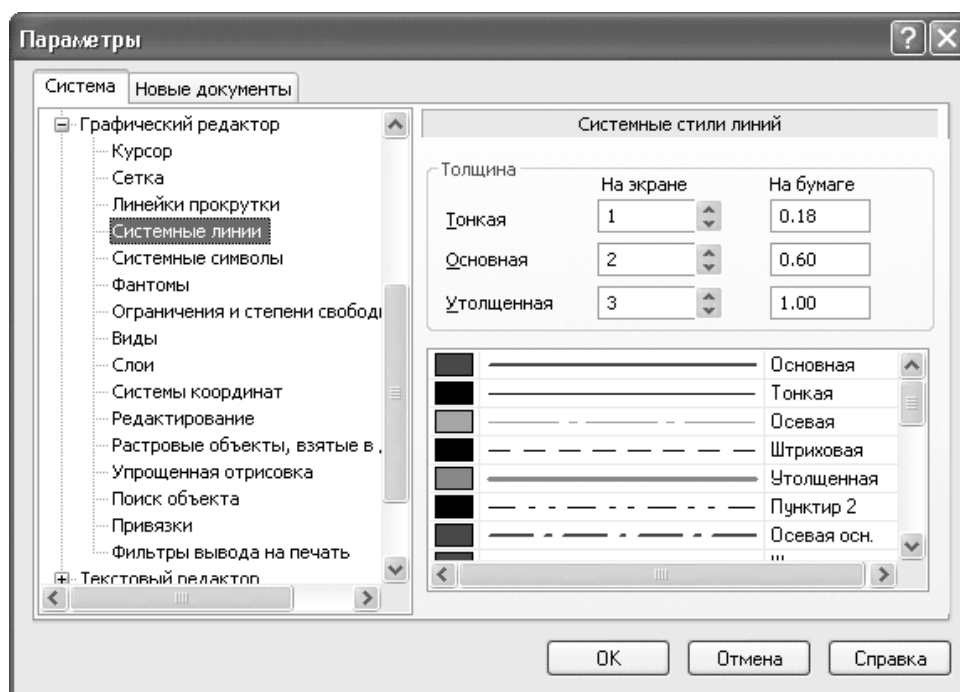 Параметры
Система
Новые документы
Графический редактор
Курсор
Сетка
Линейки прокрутки
Системные линии
Системные символы
Фантомы
Ограничения и степени свободы
Виды
Слои
Системы координат
Редактирование
Растровые объекты, взятые в
Упрощенная отрисовка
Поиск объекта
Привязки
Фильтры вывода на печать
Текстовый редактор
Системные стили линий
Толщина
На экране На бумаге
Тонкая 1 0.18
Основная 2 0.60
Утолщенная 3 1.00
Основная
Тонкая
Осевая
Штриховая
Утолщенная
Пунктир 2
Осевая осн.
OK Отмена Справка